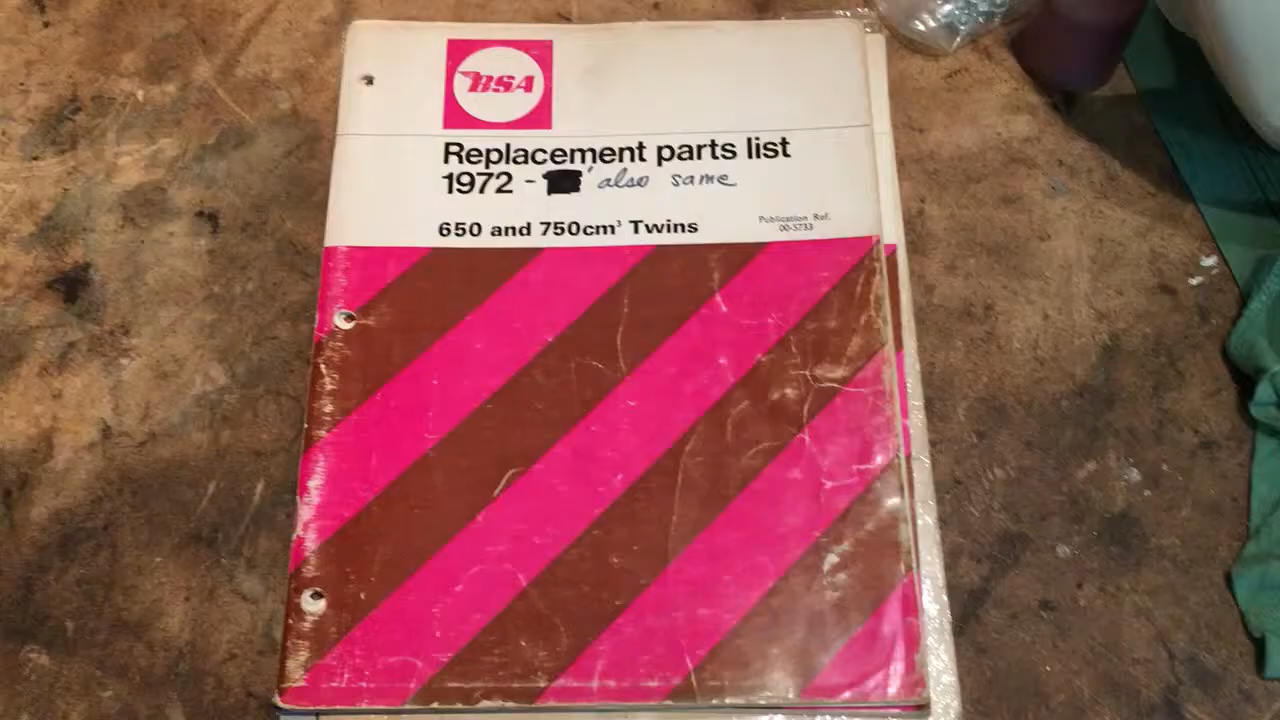 BSA
Replacement parts list
1972 - ' also same
650 and 750cm³ Twins
Publication Ref.
00-5733